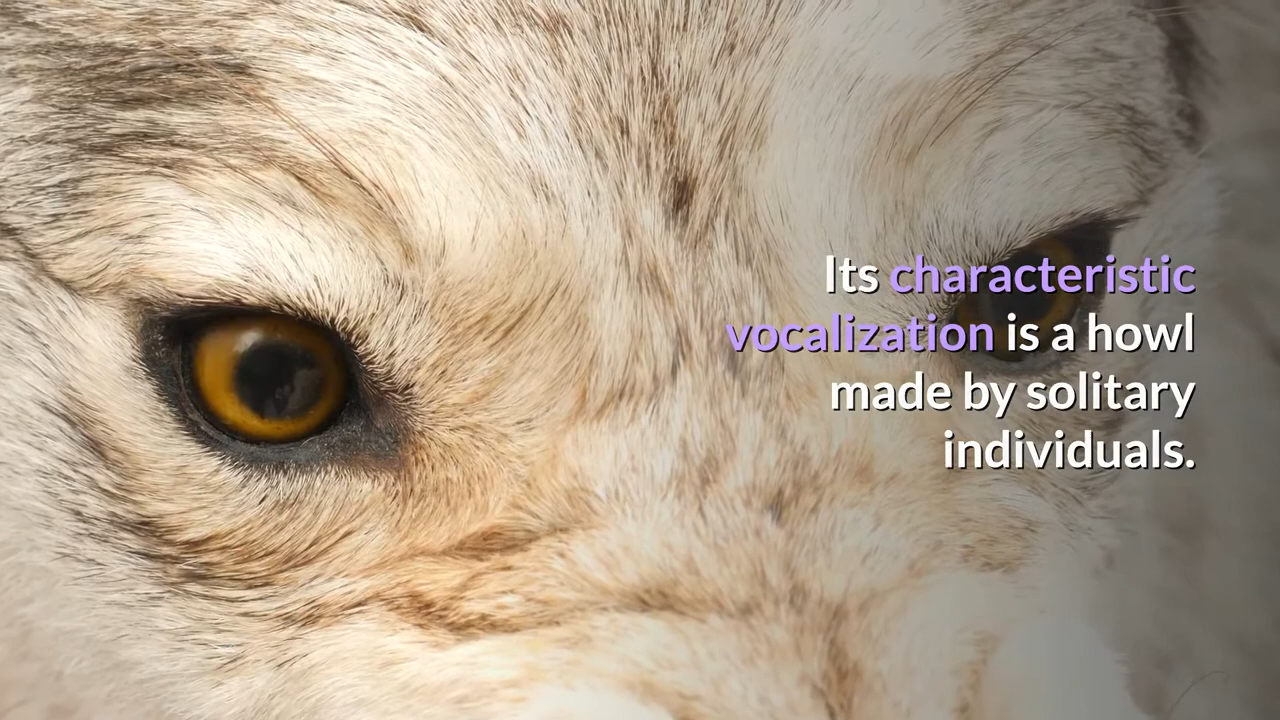 Its characteristic
vocalization is a howl
made by solitary
individuals.